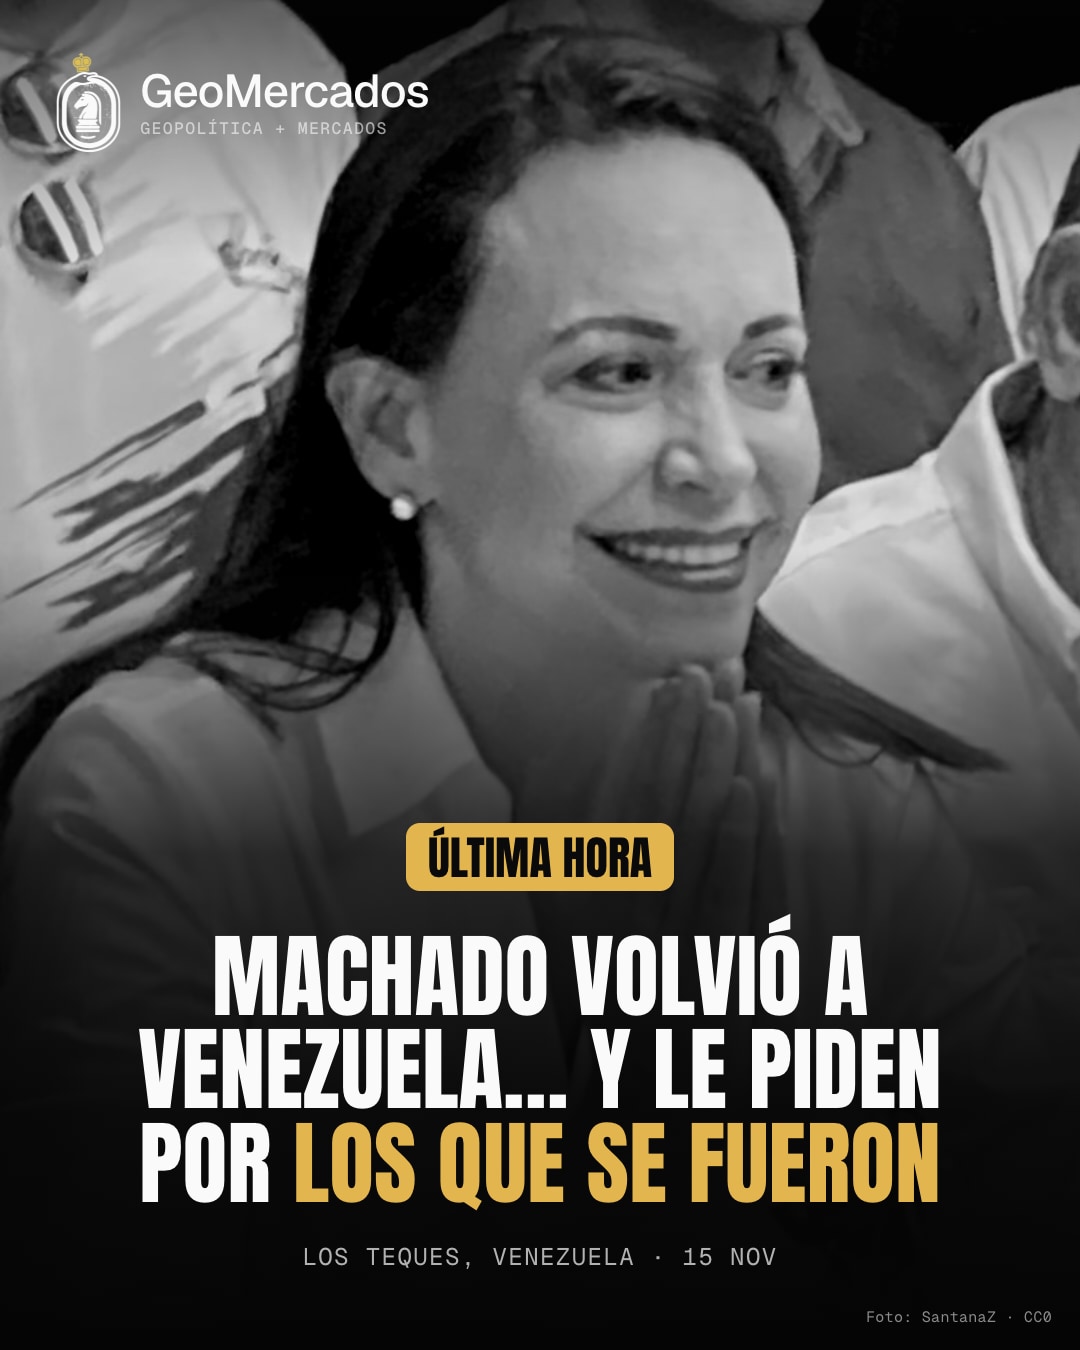 GeoMercados
GEOPOLÍTICA + MERCADOS
ÚLTIMA HORA
MACHADO VOLVIÓ A
VENEZUELA... Y LE PIDEN
POR LOS QUE SE FUERON
LOS TEQUES, VENEZUELA · 15 NOV
Foto: SantanaZ · CC0